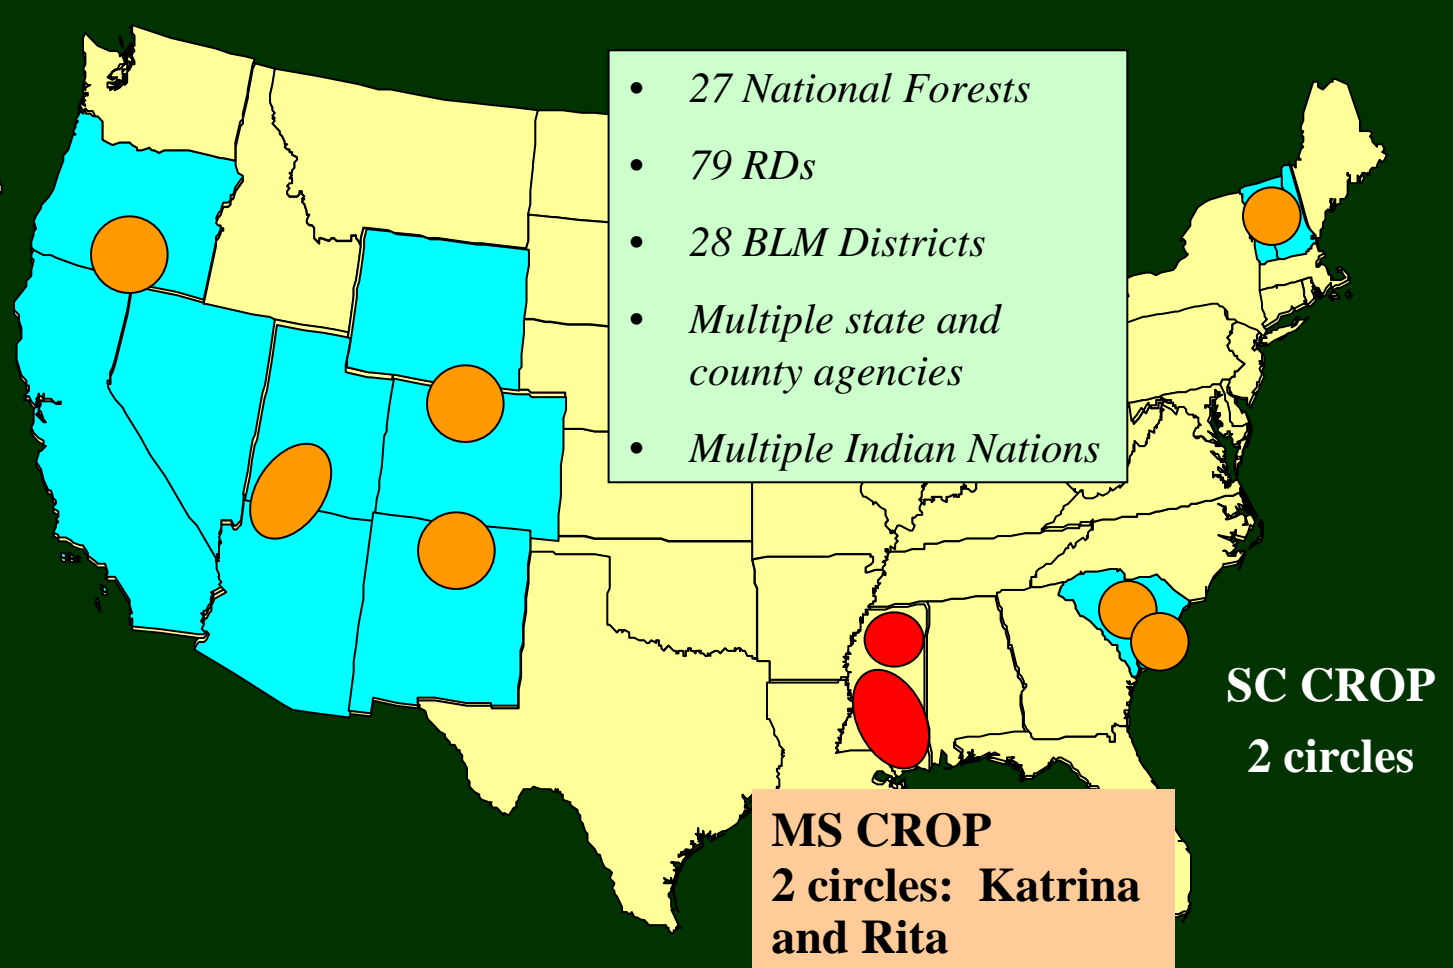 • 27 National Forests
• 79 RDs
• 28 BLM Districts
• Multiple state and
county agencies
• Multiple Indian Nations
SC CROP
2 circles
MS CROP
2 circles: Katrina
and Rita